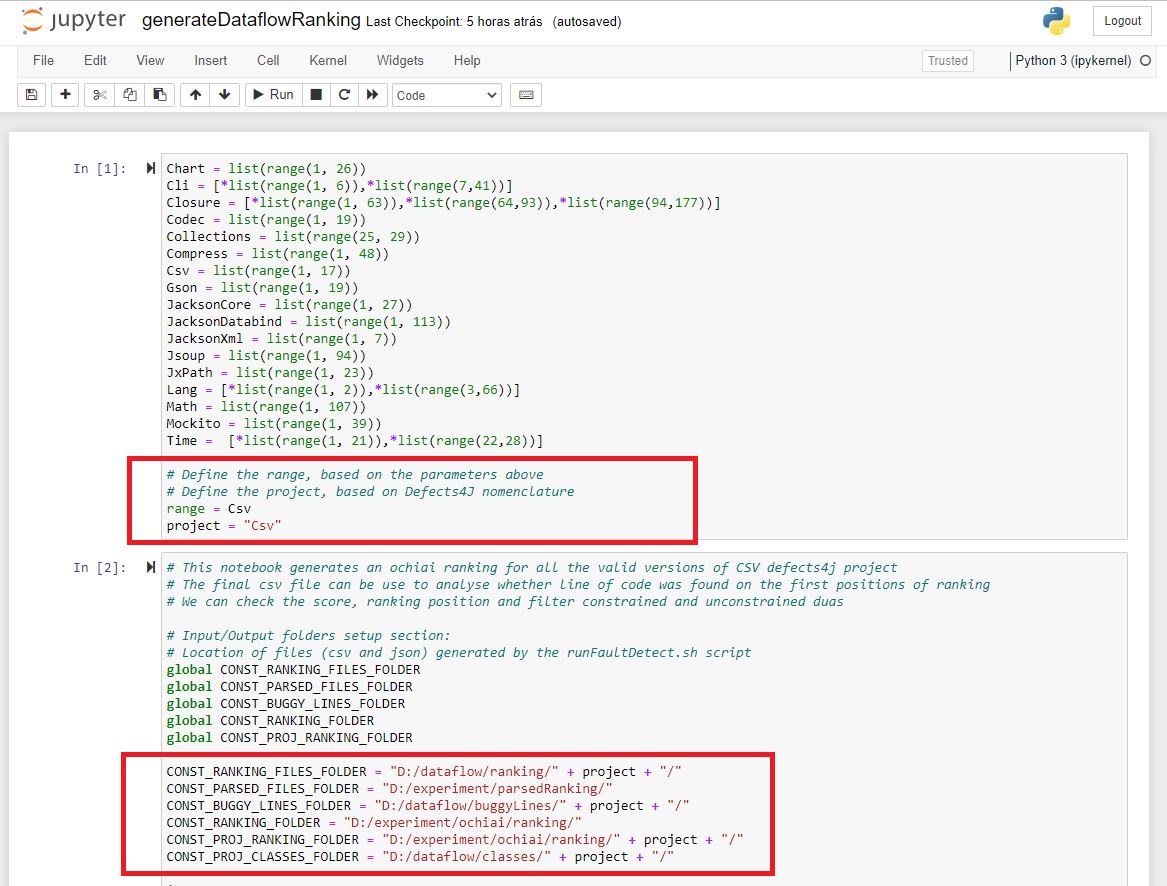 jupyter generateDataflowRanking Last Checkpoint: 5 horas atrás (autosaved) Logout
File Edit View Insert Cell Kernel Widgets Help Trusted Python 3 (ipykernel)
Run Code
In [1]: Chart = list(range(1, 26))
Cli = [*list(range(1, 6)),*list(range(7,41))]
Closure = [*list(range(1, 63)),*list(range(64,93)),*list(range(94,177))]
Codec = list(range(1, 19))
Collections = list(range(25, 29))
Compress = list(range(1, 48))
Csv = list(range(1, 17))
Gson = list(range(1, 19))
JacksonCore = list(range(1, 27))
JacksonDatabind = list(range(1, 113))
JacksonXml = list(range(1, 7))
Jsoup = list(range(1, 94))
JxPath = list(range(1, 23))
Lang = [*list(range(1, 2)),*list(range(3,66))]
Math = list(range(1, 107))
Mockito = list(range(1, 39))
Time =  [*list(range(1, 21)),*list(range(22,28))]
# Define the range, based on the parameters above
# Define the project, based on Defects4J nomenclature
range = Csv
project = "Csv"
In [2]: # This notebook generates an ochiai ranking for all the valid versions of CSV defects4j project
# The final csv file can be use to analyse whether line of code was found on the first positions of ranking
# We can check the score, ranking position and filter constrained and unconstrained duas
# Input/Output folders setup section:
# Location of files (csv and json) generated by the runFaultDetect.sh script
global CONST_RANKING_FILES_FOLDER
global CONST_PARSED_FILES_FOLDER
global CONST_BUGGY_LINES_FOLDER
global CONST_RANKING_FOLDER
global CONST_PROJ_RANKING_FOLDER
CONST_RANKING_FILES_FOLDER = "D:/dataflow/ranking/" + project + "/"
CONST_PARSED_FILES_FOLDER = "D:/experiment/parsedRanking/"
CONST_BUGGY_LINES_FOLDER = "D:/dataflow/buggyLines/" + project + "/"
CONST_RANKING_FOLDER = "D:/experiment/ochiai/ranking/"
CONST_PROJ_RANKING_FOLDER = "D:/experiment/ochiai/ranking/" + project + "/"
CONST_PROJ_CLASSES_FOLDER = "D:/dataflow/classes/" + project + "/"